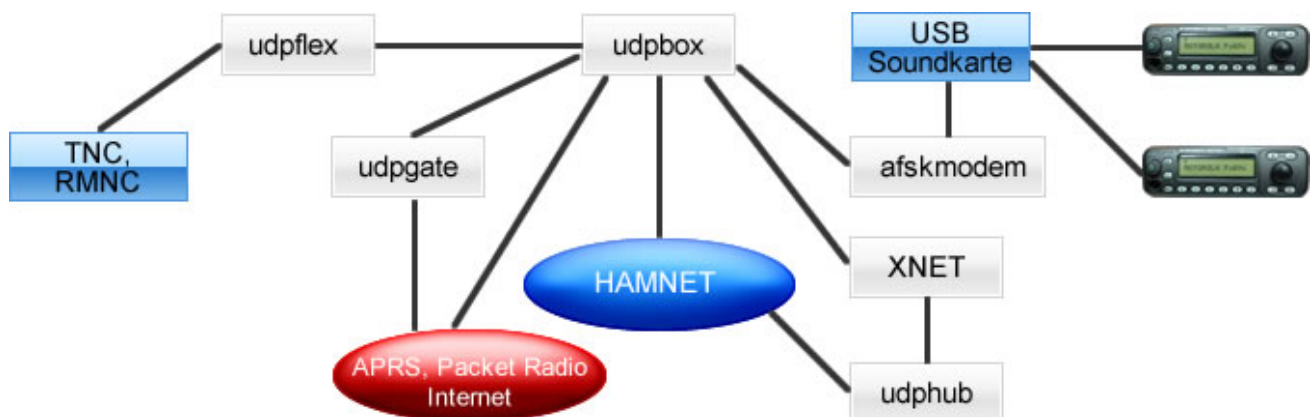 udpflex
udpbox
USB
Soundkarte
TNC,
RMNC
udpgate
afskmodem
HAMNET
XNET
APRS, Packet Radio
Internet
udphub